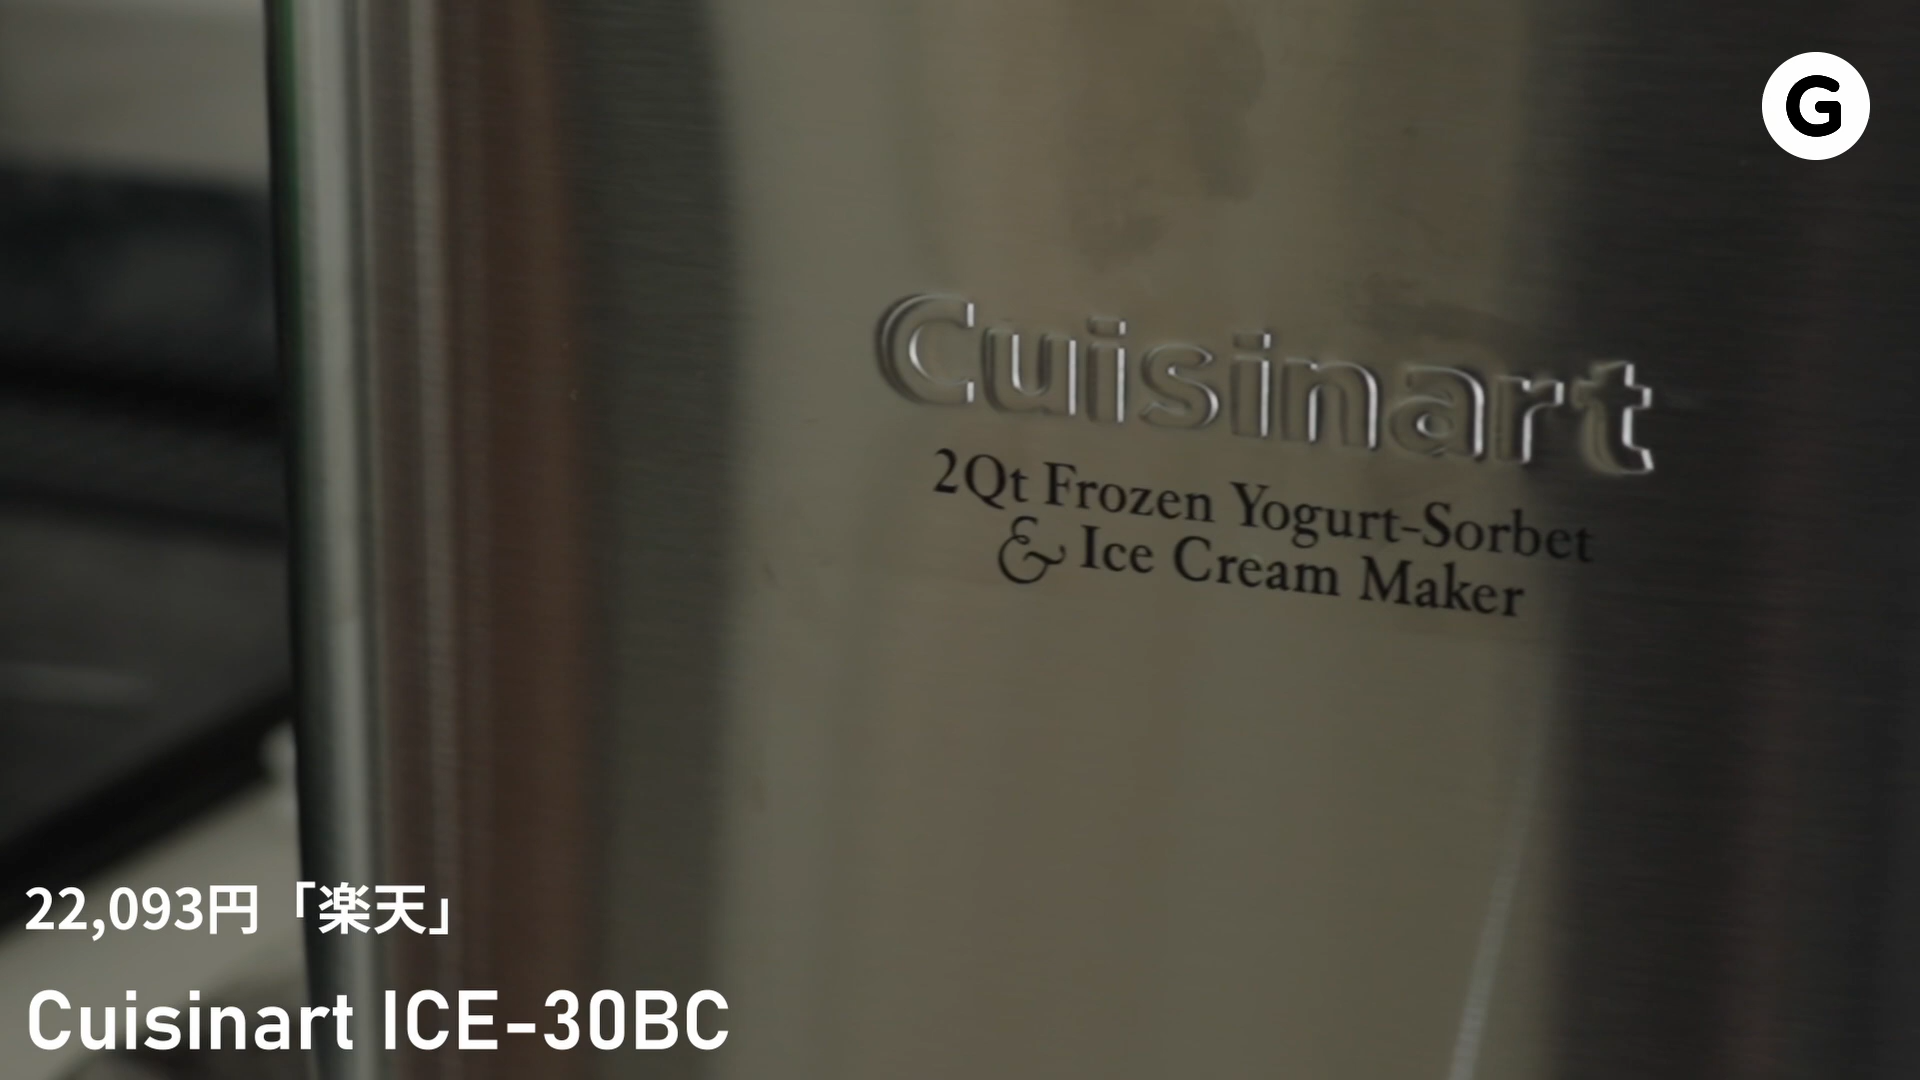 G
Cuisinart
2Qt Frozen Yogurt-Sorbet
& Ice Cream Maker
22,093円「楽天」
Cuisinart ICE-30BC